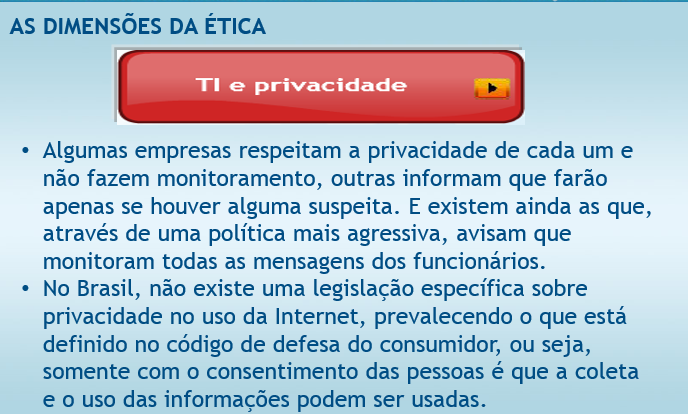 AS DIMENSÕES DA ÉTICA
TI e privacidade
• Algumas empresas respeitam a privacidade de cada um e
não fazem monitoramento, outras informam que farão
apenas se houver alguma suspeita. E existem ainda as que,
através de uma política mais agressiva, avisam que
monitoram todas as mensagens dos funcionários.
• No Brasil, não existe uma legislação específica sobre
privacidade no uso da Internet, prevalecendo o que está
definido no código de defesa do consumidor, ou seja,
somente com o consentimento das pessoas é que a coleta
e o uso das informações podem ser usadas.